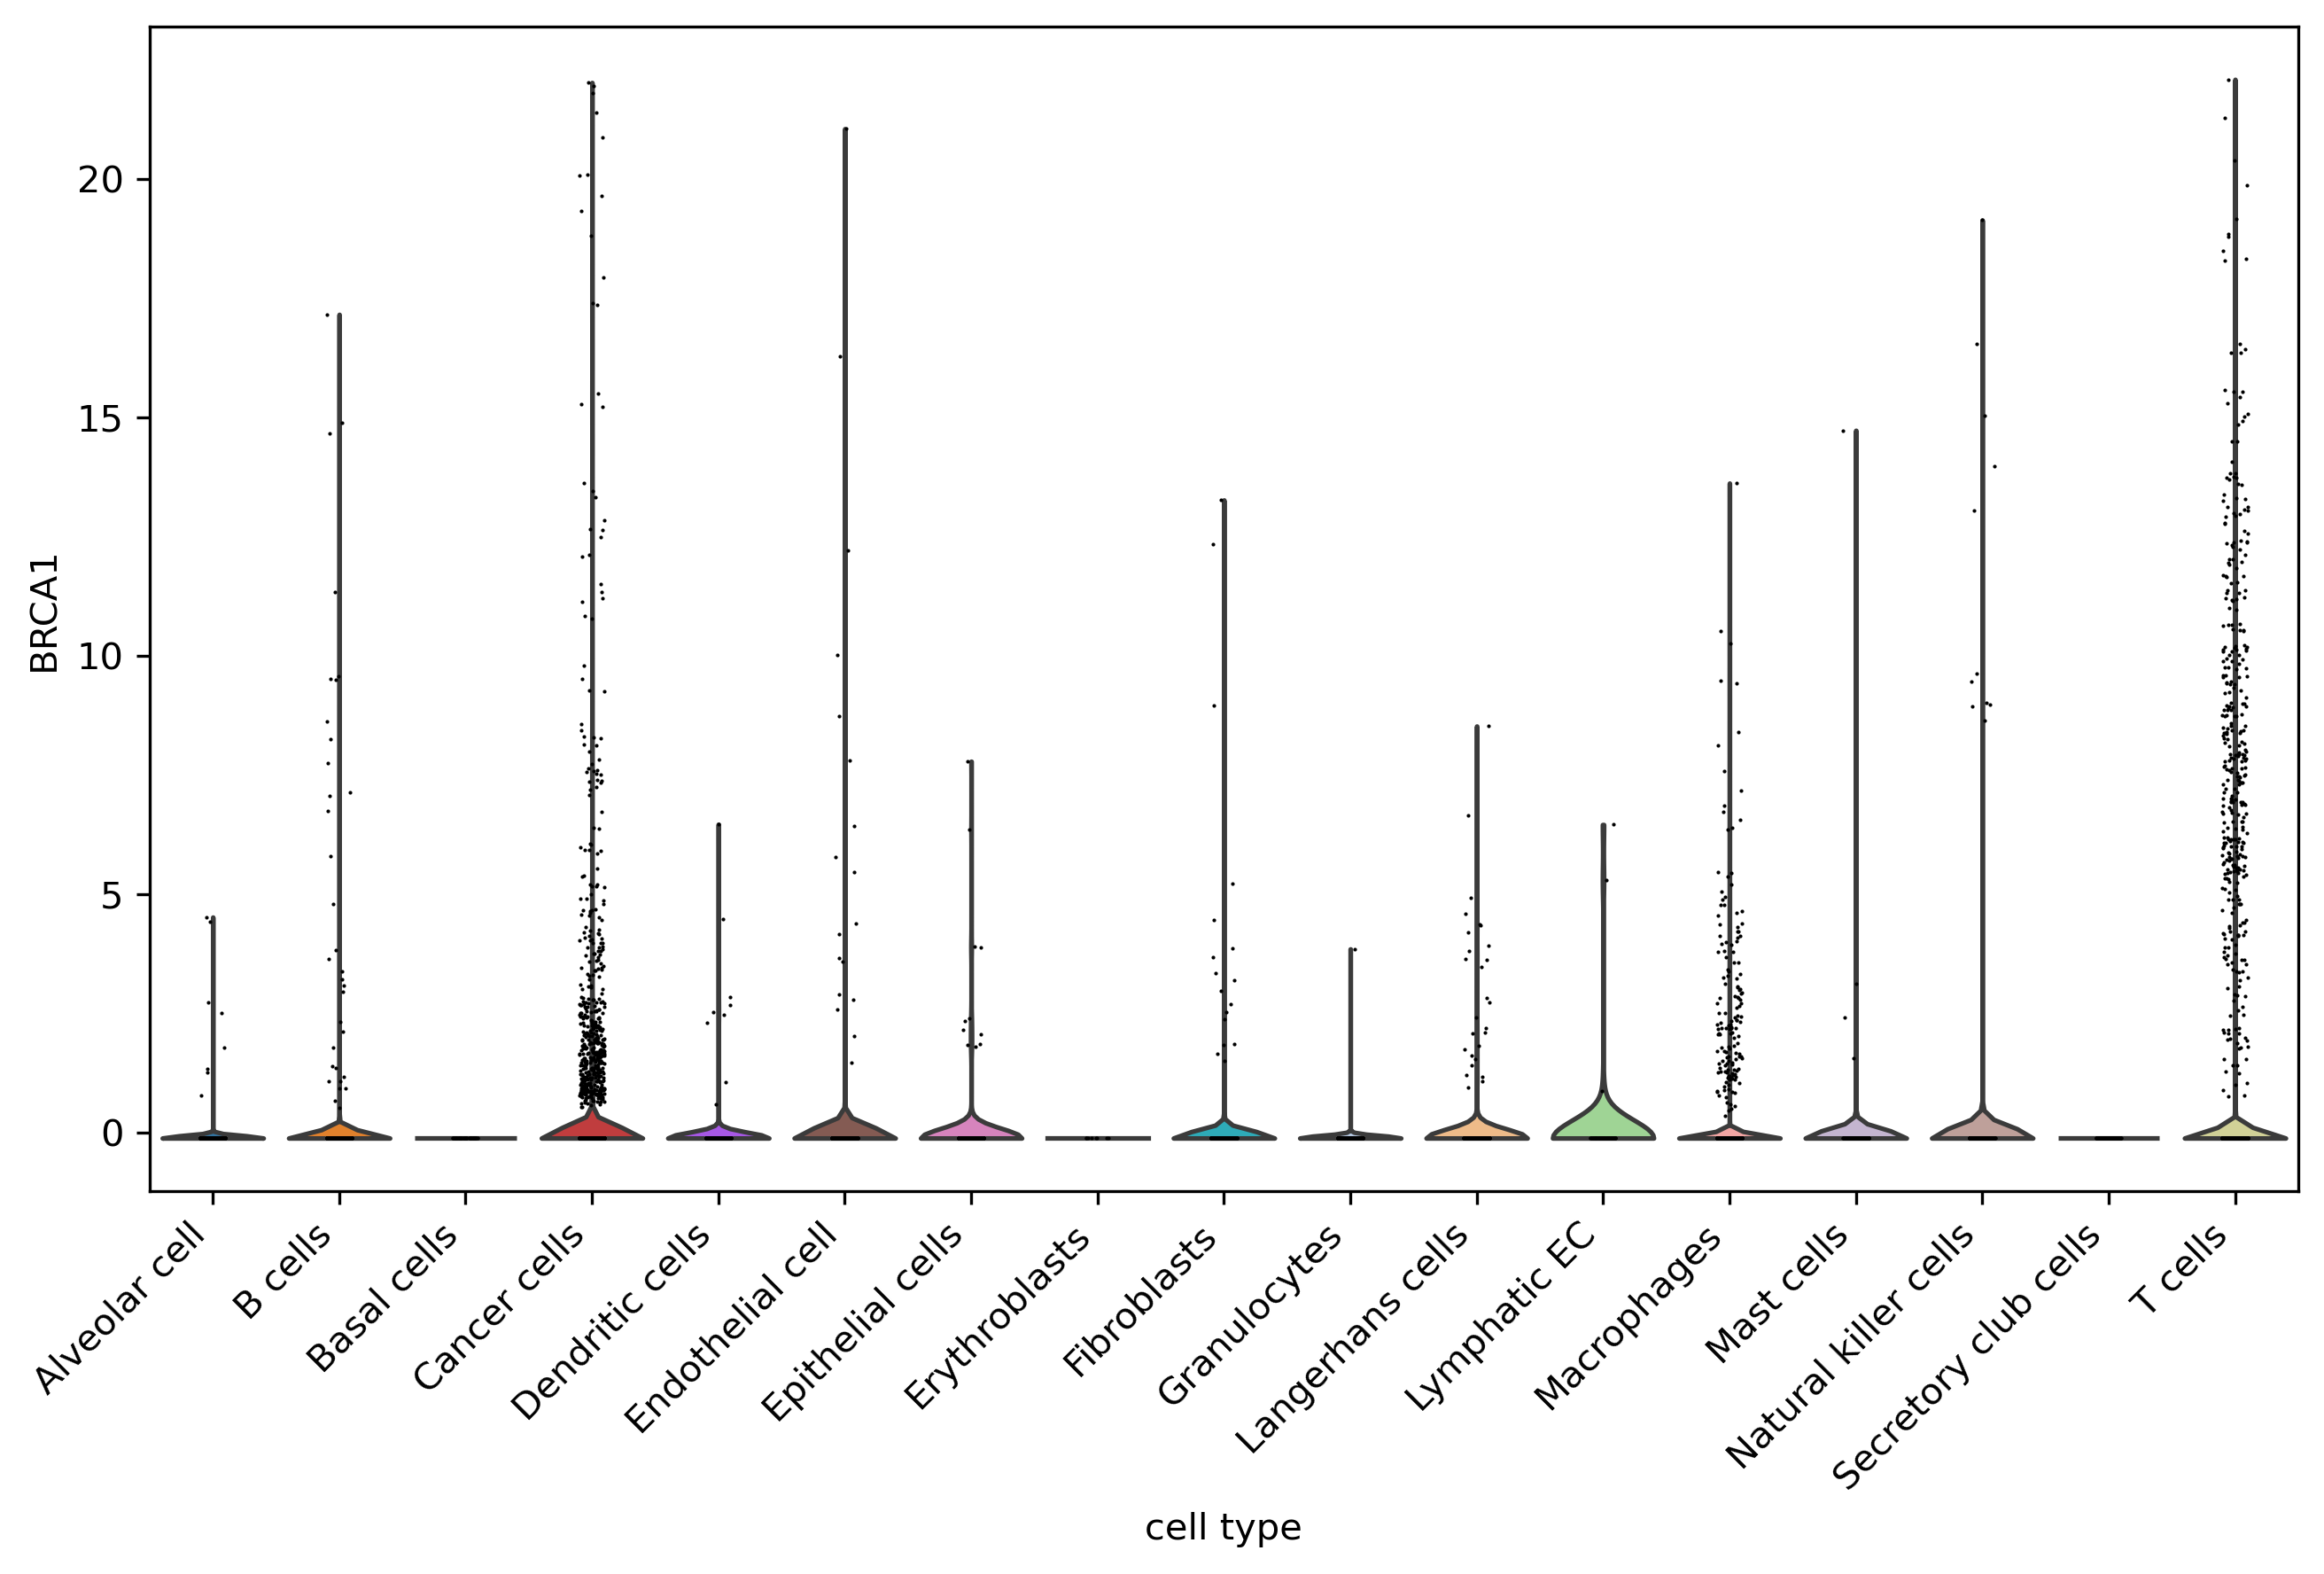 BRCA1
20
15
10
5
0
Alveolar cell
B cells
Basal cells
Cancer cells
Dendritic cells
Endothelial cell
Epithelial cells
Erythroblasts
Fibroblasts
Granulocytes
Langerhans cells
Lymphatic EC
Macrophages
Mast cells
Natural killer cells
Secretory club cells
T cells
cell type